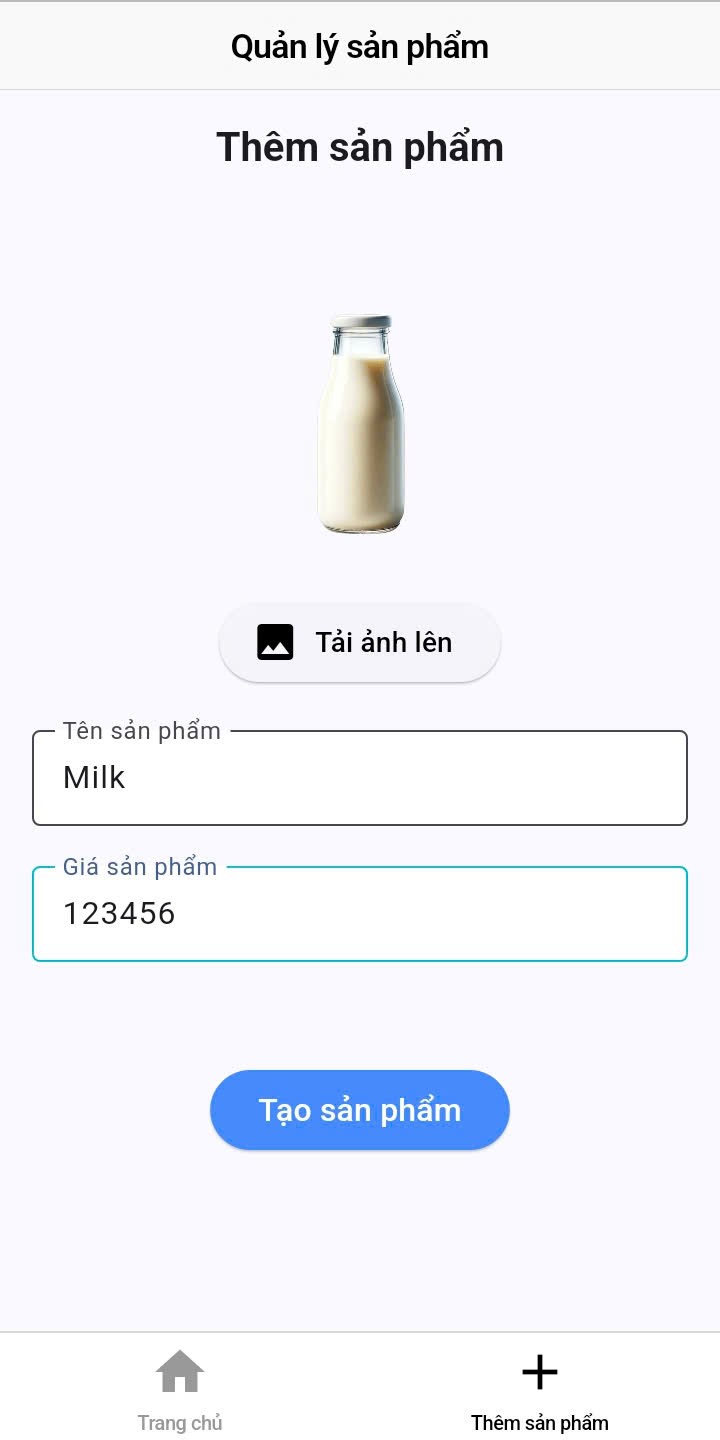 Quản lý sản phẩm
Thêm sản phẩm
Tải ảnh lên
Tên sản phẩm
Milk
Giá sản phẩm
123456
Tạo sản phẩm
Trang chủ
Thêm sản phẩm